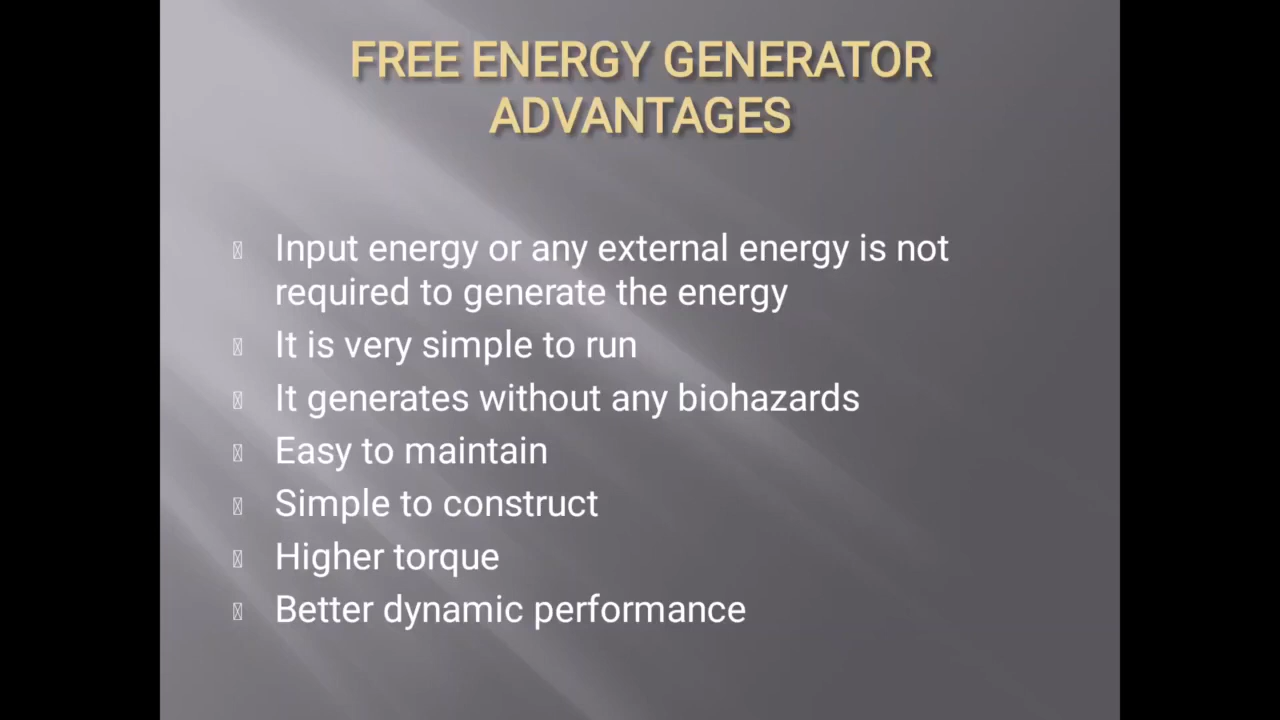 FREE ENERGY GENERATOR
ADVANTAGES
Input energy or any external energy is not
required to generate the energy
It is very simple to run
It generates without any biohazards
Easy to maintain
Simple to construct
Higher torque
Better dynamic performance